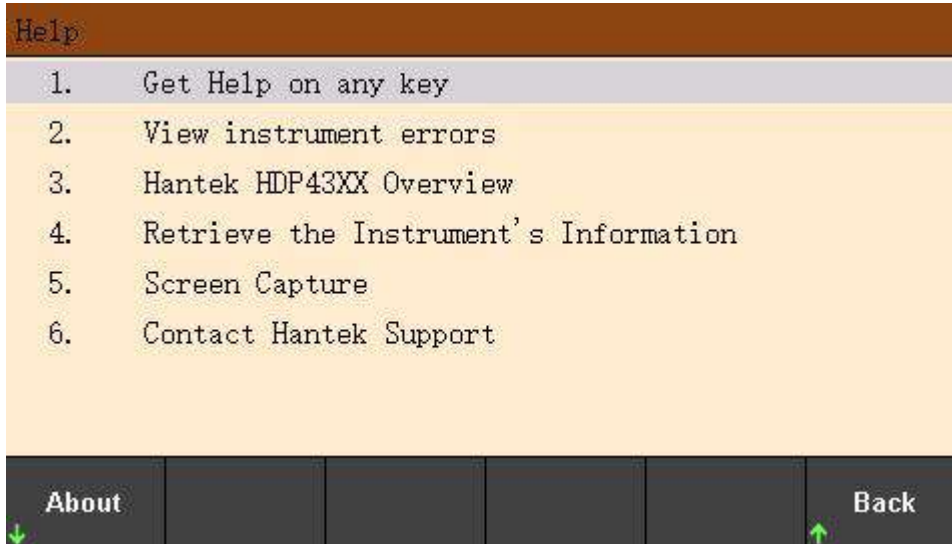 Help
1. Get Help on any key
2. View instrument errors
3. Hantek HDP43XX Overview
4. Retrieve the Instrument's Information
5. Screen Capture
6. Contact Hantek Support
About Back